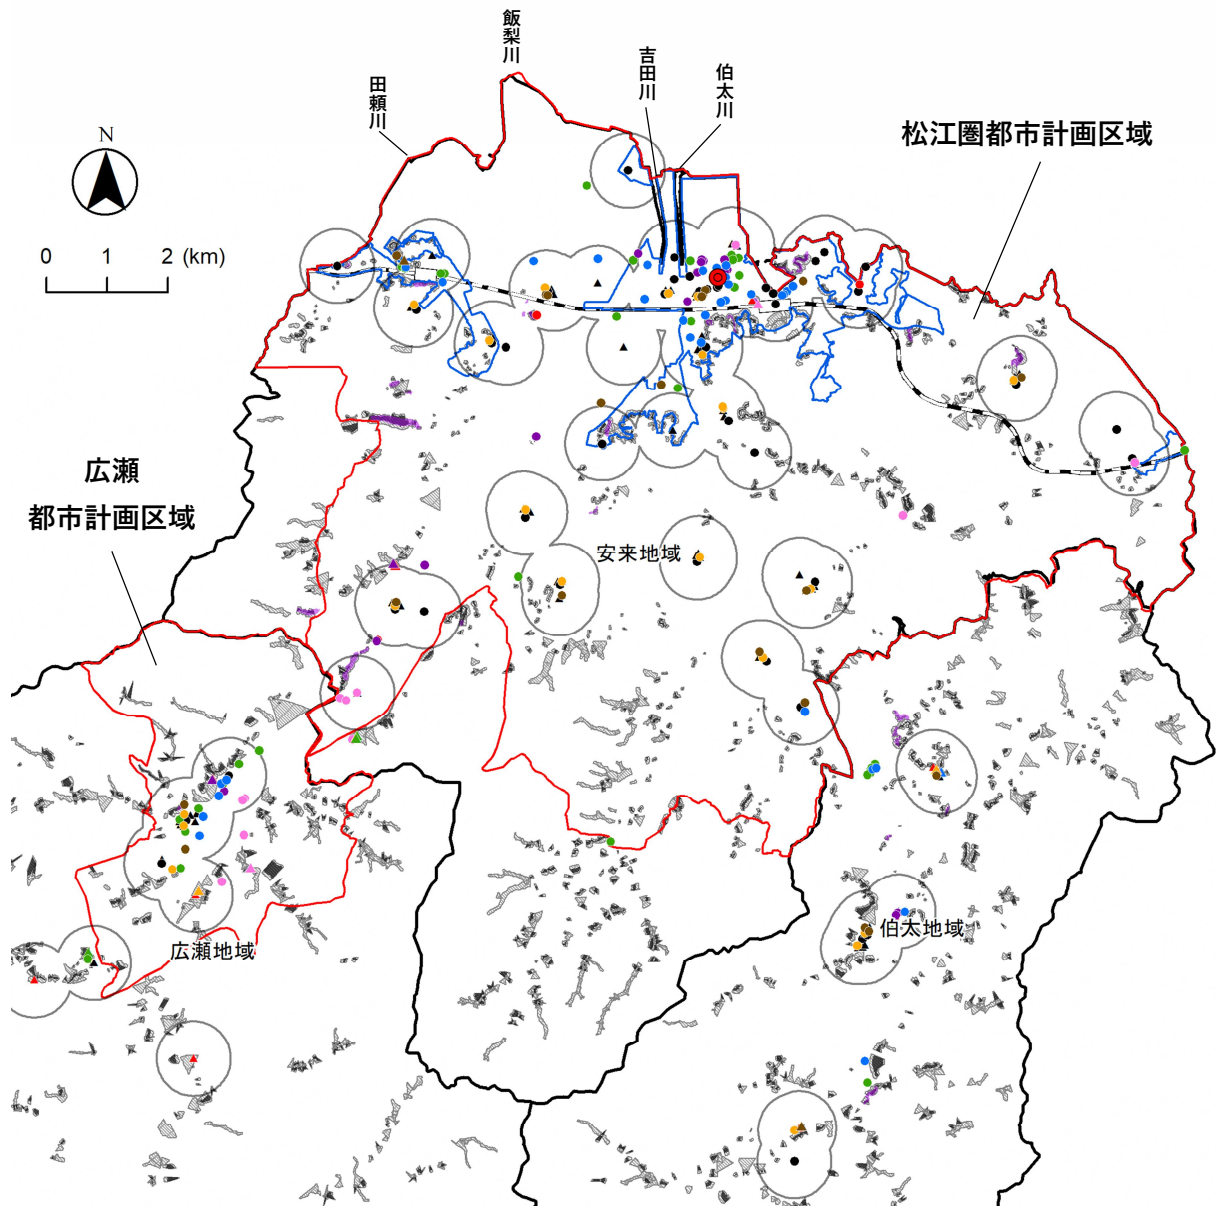 飯梨川
吉田川
伯太川
田頼川
松江圏都市計画区域
N
0 1 2 (km)
広瀬
都市計画区域
安来地域
広瀬地域
伯太地域